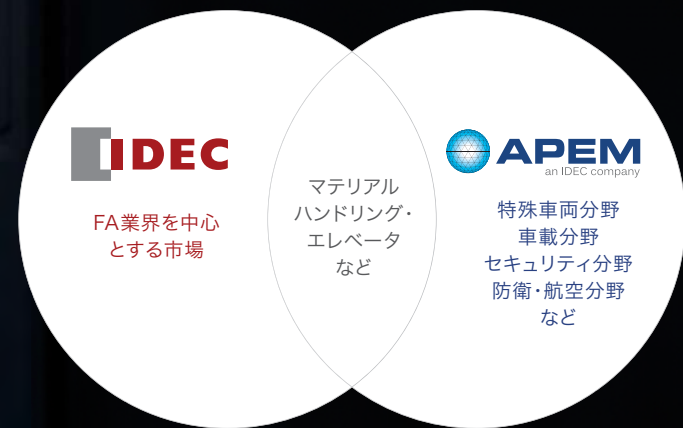 IDEC
FA業界を中心
とする市場
マテリアル
ハンドリング・
エレベータ
など
APEM
an IDEC company
特殊車両分野
車載分野
セキュリティ分野
防衛・航空分野
など